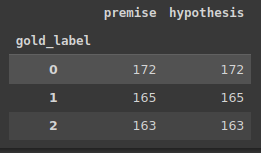 premise hypothesis
gold_label
0 172 172
1 165 165
2 163 163